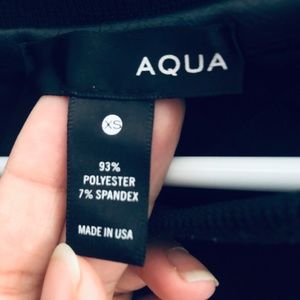 AQUA
XS
93%
POLYESTER
7% SPANDEX
MADE IN USA